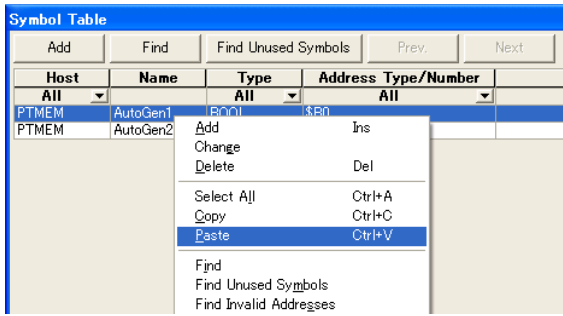 Symbol Table
Add Find Find Unused Symbols Prev. Next
Host Name Type Address Type/Number
All All All
PTMEM AutoGen1 BOOL $B0
PTMEM AutoGen2
Add Ins
Change
Delete Del
Select All Ctrl+A
Copy Ctrl+C
Paste Ctrl+V
Find
Find Unused Symbols
Find Invalid Addresses